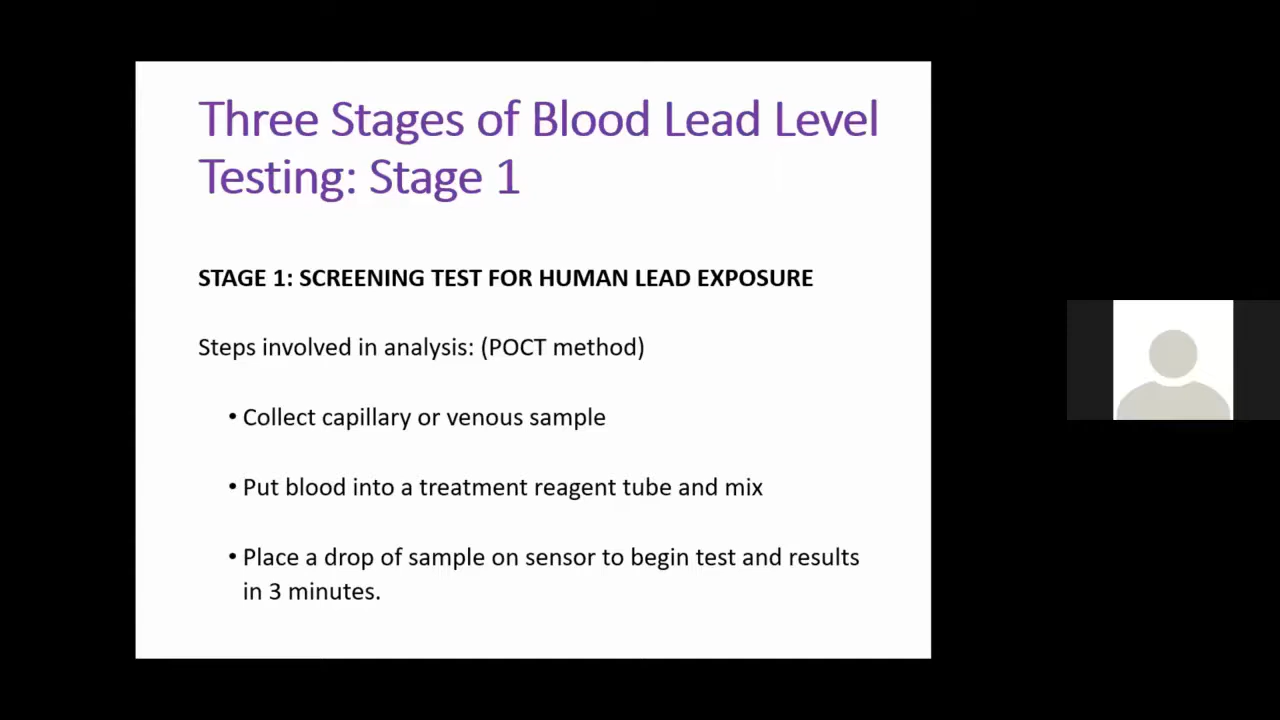 Three Stages of Blood Lead Level
Testing: Stage 1
STAGE 1: SCREENING TEST FOR HUMAN LEAD EXPOSURE
Steps involved in analysis: (POCT method)
• Collect capillary or venous sample
• Put blood into a treatment reagent tube and mix
• Place a drop of sample on sensor to begin test and results
in 3 minutes.